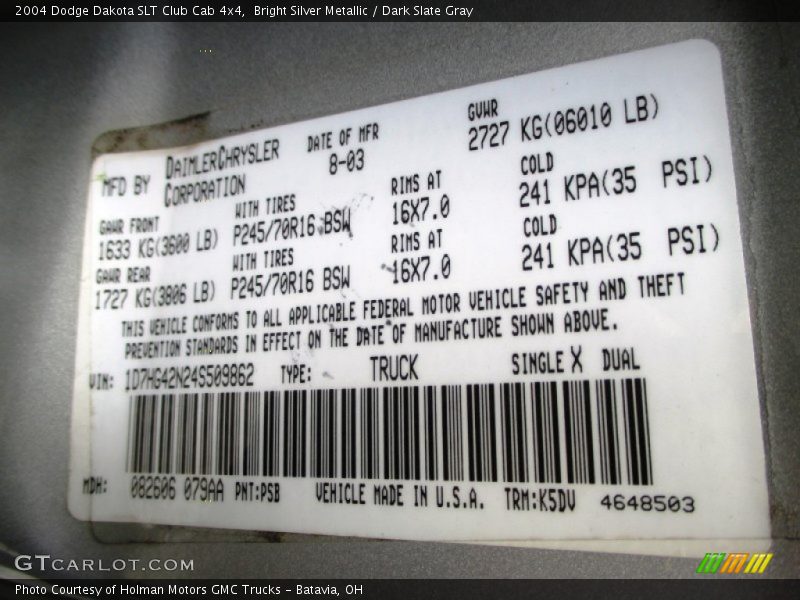 2004 Dodge Dakota SLT Club Cab 4x4,  Bright Silver Metallic / Dark Slate Gray
MFD BY DAIMLERCHRYSLER CORPORATION
DATE OF MFR 8-03
GVWR 2727 KG(06010 LB)
GAWR FRONT WITH TIRES RIMS AT COLD
1633 KG(3600 LB) P245/70R16 BSW 16X7.0 241 KPA(35 PSI)
GAWR REAR WITH TIRES RIMS AT COLD
1727 KG(3806 LB) P245/70R16 BSW 16X7.0 241 KPA(35 PSI)
THIS VEHICLE CONFORMS TO ALL APPLICABLE FEDERAL MOTOR VEHICLE SAFETY AND THEFT
PREVENTION STANDARDS IN EFFECT ON THE DATE OF MANUFACTURE SHOWN ABOVE.
VIN: 1D7HG42N24S509862 TYPE: TRUCK SINGLE X DUAL
MDH: 082606 079AA PNT:PSB VEHICLE MADE IN U.S.A. TRM:K5DV 4648503
GTCARLOT.COM
Photo Courtesy of Holman Motors GMC Trucks – Batavia, OH